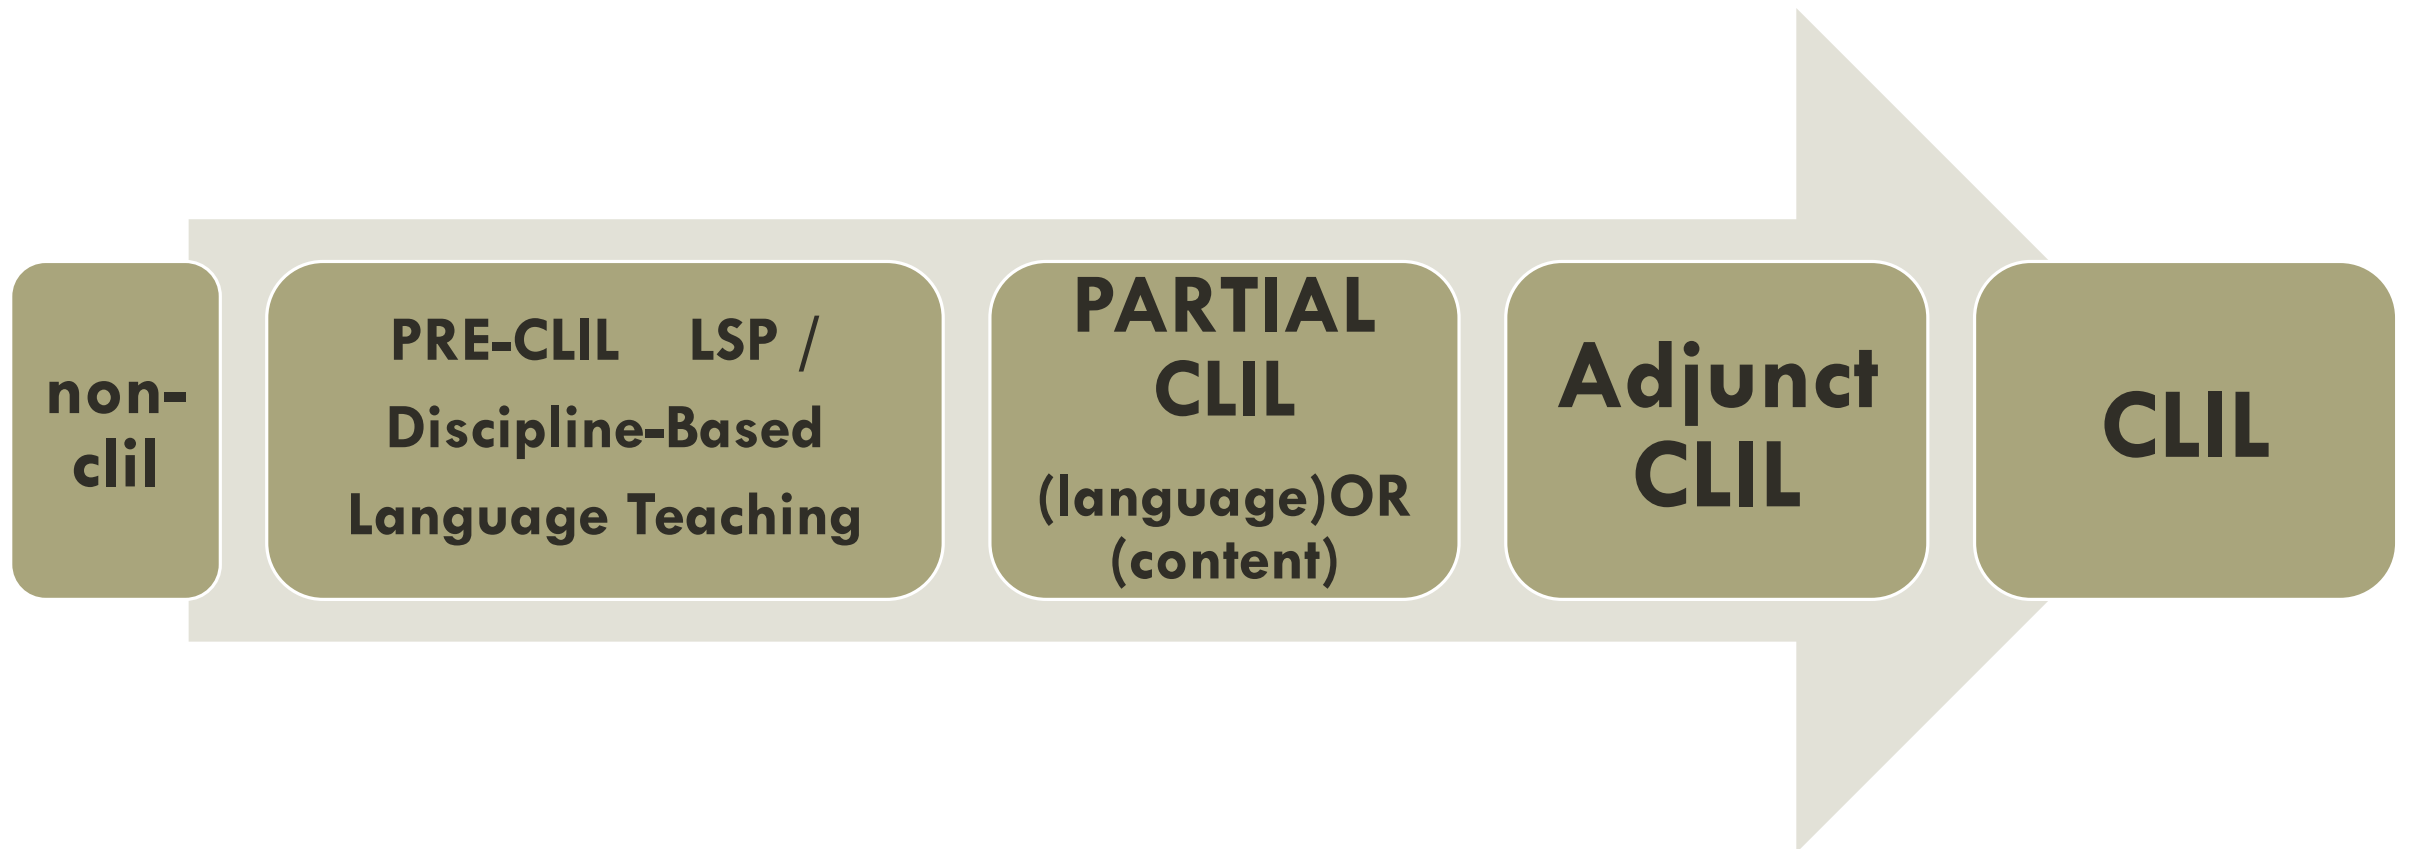 non-
clil
PRE-CLIL LSP /
Discipline-Based
Language Teaching
PARTIAL
CLIL
(language)OR
(content)
Adjunct
CLIL
CLIL